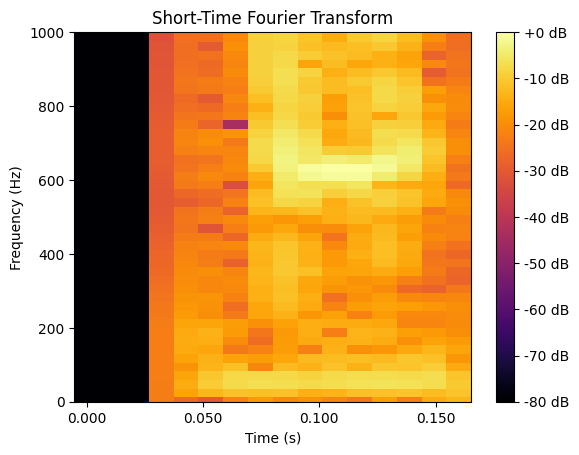 Short-Time Fourier Transform
1000
800
600
400
200
0
Frequency (Hz)
0.000
0.050
0.100
0.150
Time (s)
+0 dB
-10 dB
-20 dB
-30 dB
-40 dB
-50 dB
-60 dB
-70 dB
-80 dB